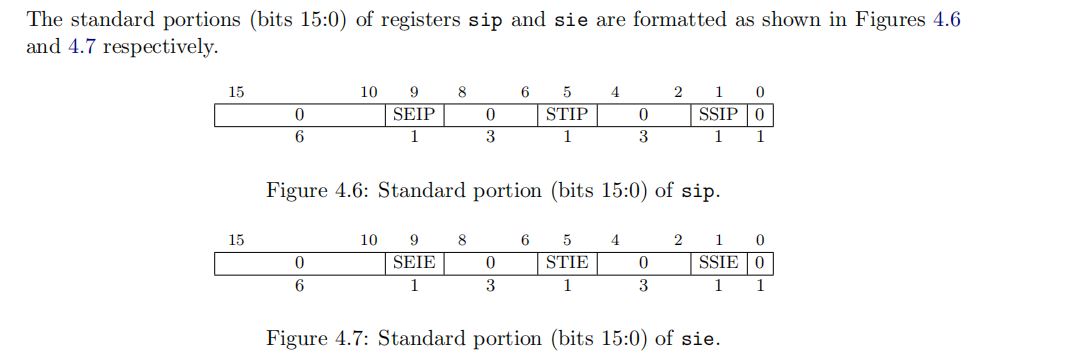 The standard portions (bits 15:0) of registers sip and sie are formatted as shown in Figures 4.6
and 4.7 respectively.
15 10 9 8 6 5 4 2 1 0
0 SEIP 0 STIP 0 SSIP 0
6 1 3 1 3 1 1
Figure 4.6: Standard portion (bits 15:0) of sip.
15 10 9 8 6 5 4 2 1 0
0 SEIE 0 STIE 0 SSIE 0
6 1 3 1 3 1 1
Figure 4.7: Standard portion (bits 15:0) of sie.